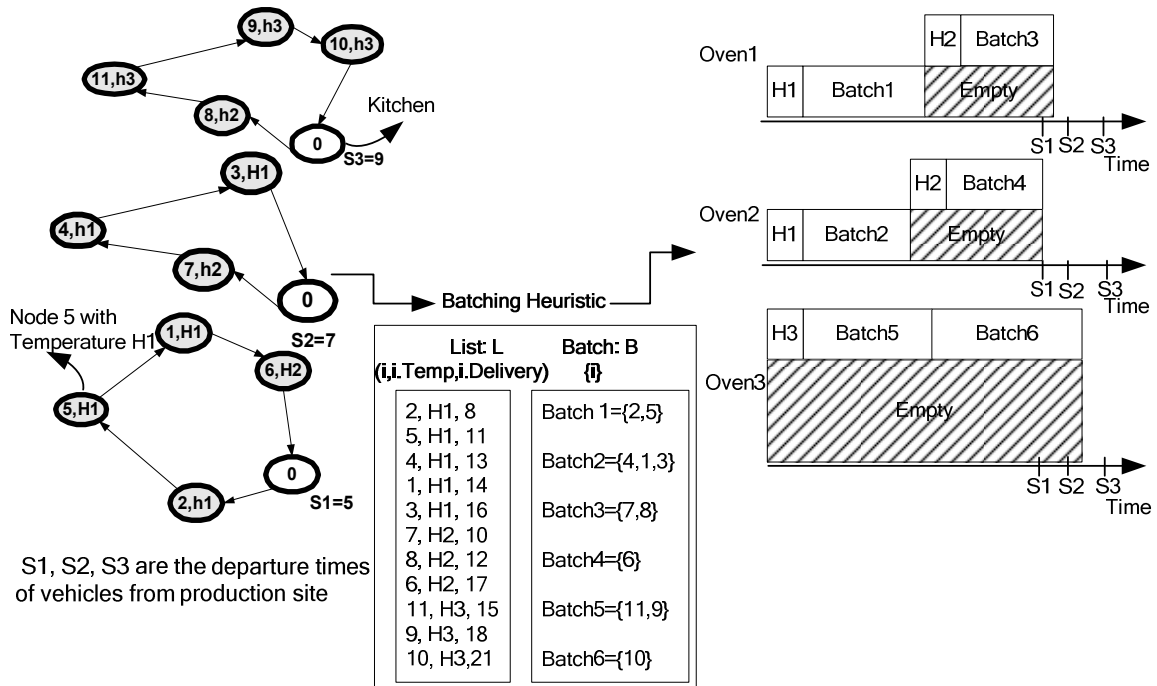 9,h3
10,h3
11,h3
8,h2
Kitchen
0
S3=9
3,H1
4,h1
7,h2
0
S2=7
Node 5 with
Temperature H1
1,H1
6,H2
5,H1
0
2,h1
S1=5
S1, S2, S3 are the departure times
of vehicles from production site
Batching Heuristic
List: L
(i,i.Temp,i.Delivery)
2, H1, 8
5, H1, 11
4, H1, 13
1, H1, 14
3, H1, 16
7, H2, 10
8, H2, 12
6, H2, 17
11, H3, 15
9, H3, 18
10, H3,21
Batch: B
{i}
Batch 1={2,5}
Batch2={4,1,3}
Batch3={7,8}
Batch4={6}
Batch5={11,9}
Batch6={10}
Oven1
H2
Batch3
H1
Batch1
Empty
S1
S2
S3
Time
Oven2
H2
Batch4
H1
Batch2
Empty
S1
S2
S3
Time
Oven3
H3
Batch5
Batch6
Empty
S1
S2
S3
Time